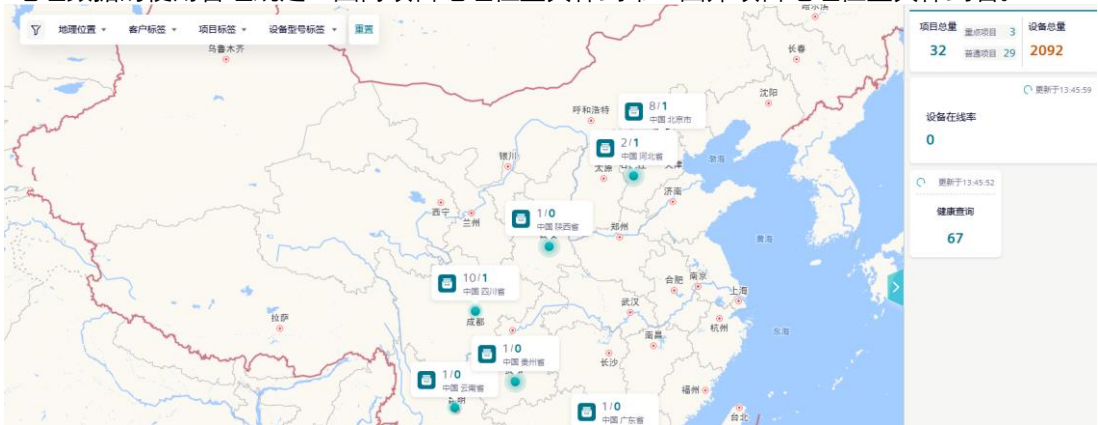 地理位置
客户标签
项目标签
设备型号标签
重置
项目总量
32
重点项目 3
普通项目 29
设备总量
2092
更新于13:45:59
设备在线率
0
更新于13:45:52
健康查询
67
乌鲁木齐
长春
沈阳
呼和浩特
8/1
中国 北京市
2/1
中国 河北省
银川
太原
渤海
济南
西宁
兰州
1/0
中国 陕西省
郑州
黄海
10/1
中国 四川省
成都
合肥
南京
上海
武汉
杭州
拉萨
东海
南昌
1/0
中国 贵州省
长沙
1/0
中国 云南省
福州
1/0
中国 广东省
台北